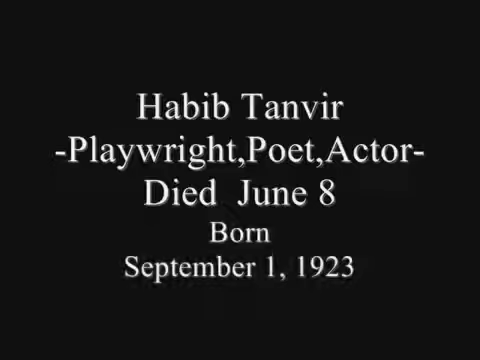 Habib Tanvir
-Playwright,Poet,Actor-
Died  June 8
Born
September 1, 1923